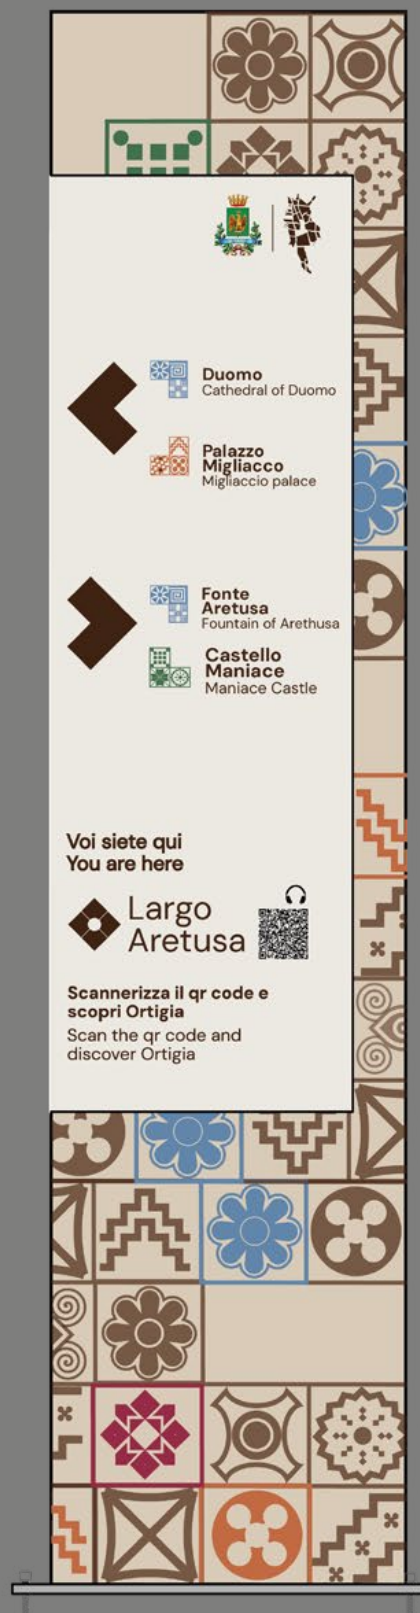 Duomo
Cathedral of Duomo
Palazzo
Migliacco
Migliaccio palace
Fonte
Aretusa
Fountain of Arethusa
Castello
Maniace
Maniace Castle
Voi siete qui
You are here
Largo
Aretusa
Scannerizza il qr code e
scopri Ortigia
Scan the qr code and
discover Ortigia